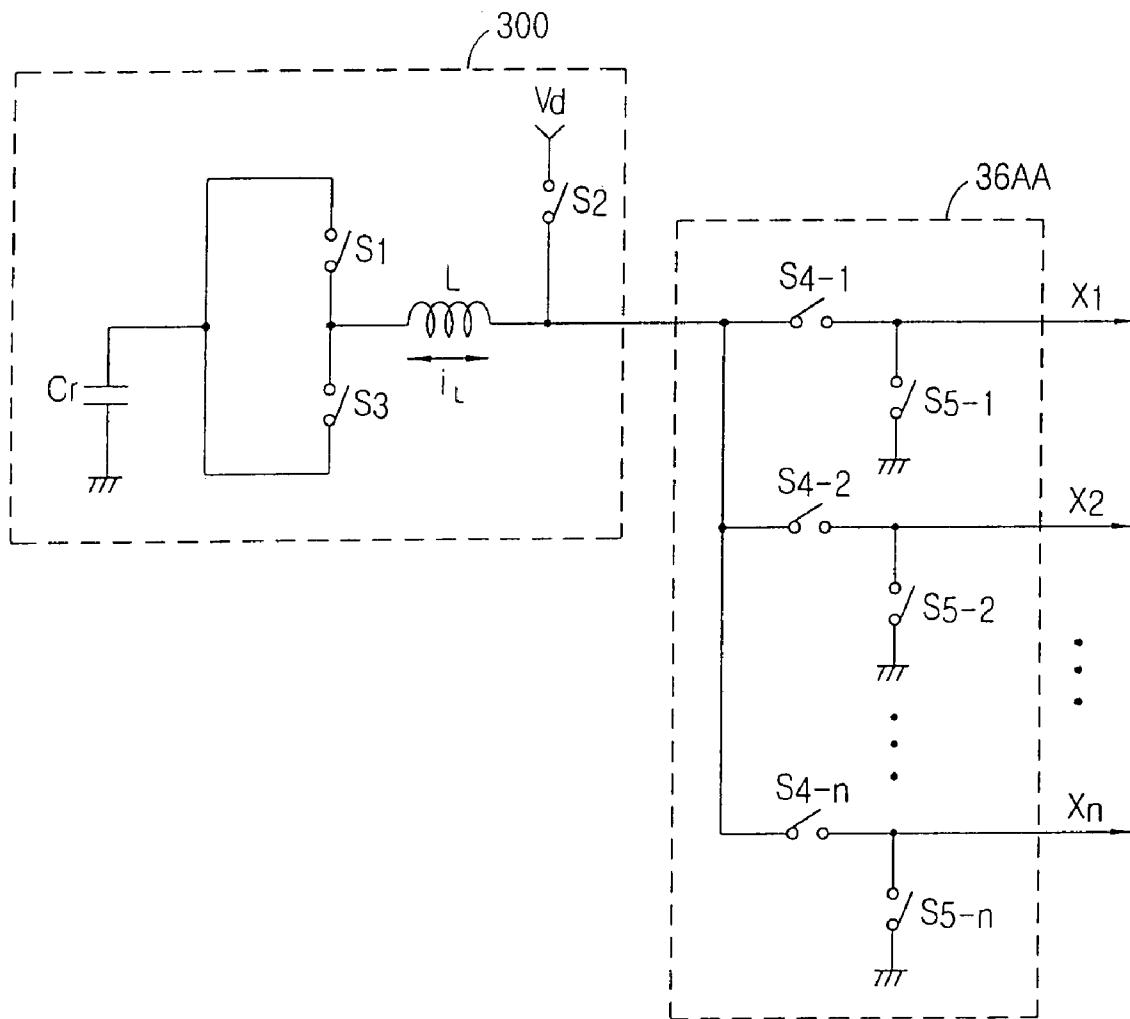 300
Vd
S2
36AA
S1
L
S4-1
X1
iL
Cr
S3
S5-1
S4-2
X2
S5-2
S4-n
Xn
S5-n